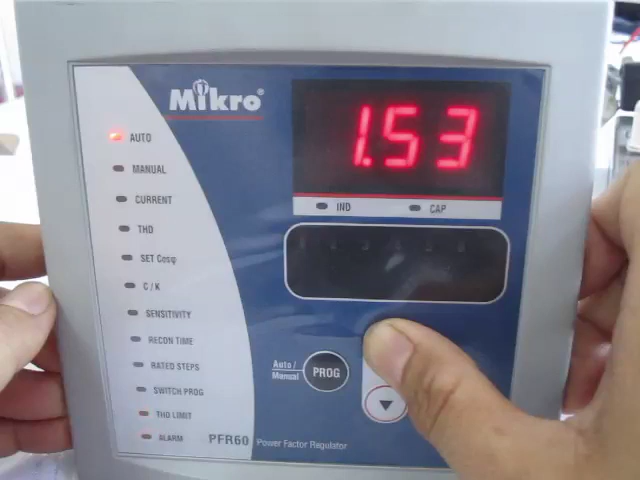 Mikro®
1.53
IND
CAP
AUTO
MANUAL
CURRENT
THD
SET Cosφ
C / K
SENSITIVITY
RECON TIME
RATED STEPS
SWITCH PROG
THD LIMIT
ALARM
Auto /
Manual
PROG
PFR60 Power Factor Regulator